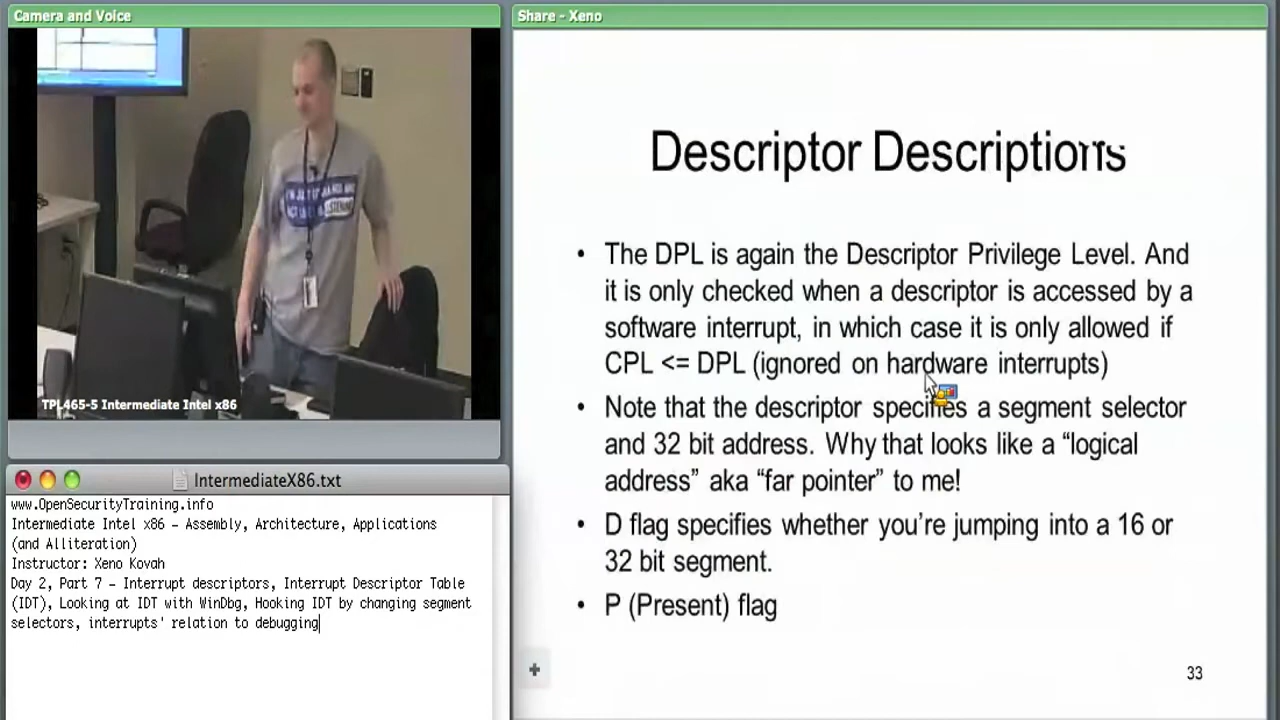 Camera and Voice
TPL465-5 Intermediate Intel x86
IntermediateX86.txt
www.OpenSecurityTraining.info
Intermediate Intel x86 – Assembly, Architecture, Applications
(and Alliteration)
Instructor: Xeno Kovah
Day 2, Part 7 – Interrupt descriptors, Interrupt Descriptor Table
(IDT), Looking at IDT with WinDbg, Hooking IDT by changing segment
selectors, interrupts' relation to debugging
Share - Xeno
Descriptor Descriptions
• The DPL is again the Descriptor Privilege Level. And
it is only checked when a descriptor is accessed by a
software interrupt, in which case it is only allowed if
CPL <= DPL (ignored on hardware interrupts)
• Note that the descriptor specifies a segment selector
and 32 bit address. Why that looks like a “logical
address” aka “far pointer” to me!
• D flag specifies whether you’re jumping into a 16 or
32 bit segment.
• P (Present) flag
33